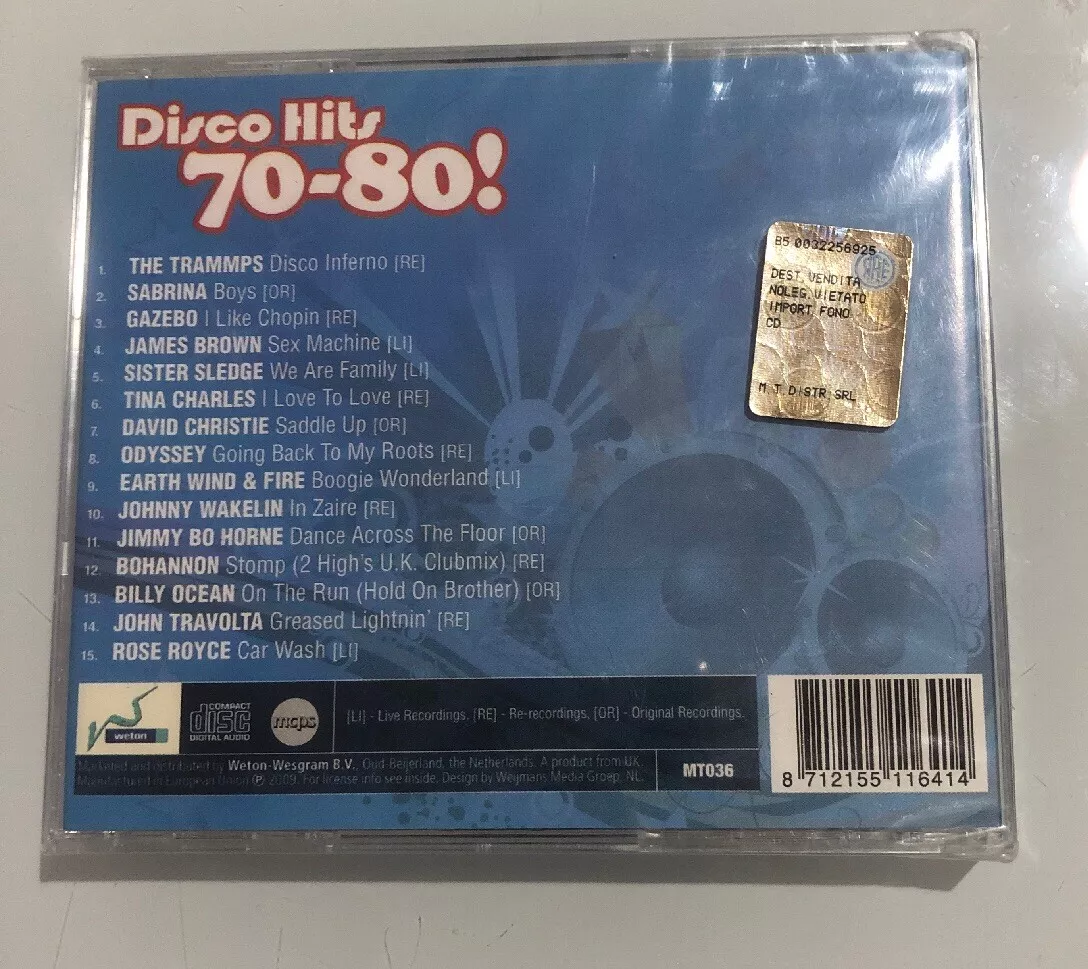 Disco Hits
70-80!
1. THE TRAMMPS Disco Inferno [RE]
2. SABRINA Boys [OR]
3. GAZEBO I Like Chopin [RE]
4. JAMES BROWN Sex Machine [LI]
5. SISTER SLEDGE We Are Family [LI]
6. TINA CHARLES I Love To Love [RE]
7. DAVID CHRISTIE Saddle Up [OR]
8. ODYSSEY Going Back To My Roots [RE]
9. EARTH WIND & FIRE Boogie Wonderland [LI]
10. JOHNNY WAKELIN In Zaire [RE]
11. JIMMY BO HORNE Dance Across The Floor [OR]
12. BOHANNON Stomp (2 High's U.K. Clubmix) [RE]
13. BILLY OCEAN On The Run (Hold On Brother) [OR]
14. JOHN TRAVOLTA Greased Lightnin' [RE]
15. ROSE ROYCE Car Wash [LI]
B5 0032256925
DEST. VENDITA
NOLEG. VIETATO
IMPORT. FONO.
CD
M.T.DISTR.SRL
weton
COMPACT
disc
DIGITAL AUDIO
mcps
[LI] - Live Recordings. [RE] - Re-recordings. [OR] - Original Recordings.
Marketed and distributed by Weton-Wesgram B.V., Oud-Beijerland, the Netherlands. A product from UK.
Manufactured in European Union ℗ 2009. For license info see inside. Design by Weijmans Media Groep, NL.
MT036
8 712155 116414